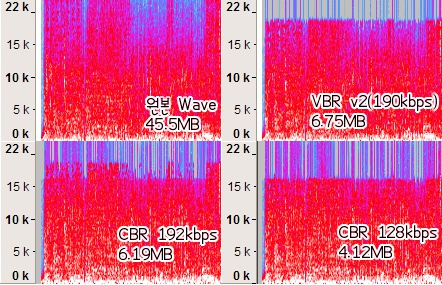 22 k
15 k
10 k
5 k
0 k
원본 Wave
45.5MB
22 k
15 k
10 k
5 k
0 k
VBR v2(190kbps)
6.75MB
22 k
15 k
10 k
5 k
0 k
CBR 192kbps
6.19MB
22 k
15 k
10 k
5 k
0 k
CBR 128kbps
4.12MB